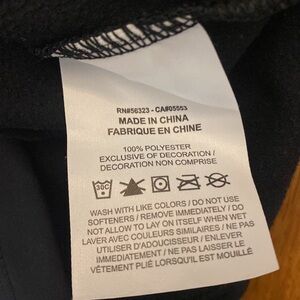 RN#56323 - CA#05553
MADE IN CHINA
FABRIQUE EN CHINE
100% POLYESTER
EXCLUSIVE OF DECORATION /
DECORATION NON COMPRISE
30C
WASH WITH LIKE COLORS / DO NOT USE
SOFTENERS / REMOVE IMMEDIATELY / DO
NOT ALLOW TO LAY ON ITSELF WHEN WET
LAVER AVEC COULEURS SIMILAIRES / NE PAS
UTILISER D'ADOUCISSEUR / ENLEVER
IMMEDIATEMENT / NE PAS LAISSER LE
VÊTEMENT PLIÉ LORSQU'IL EST MOUILLÉ